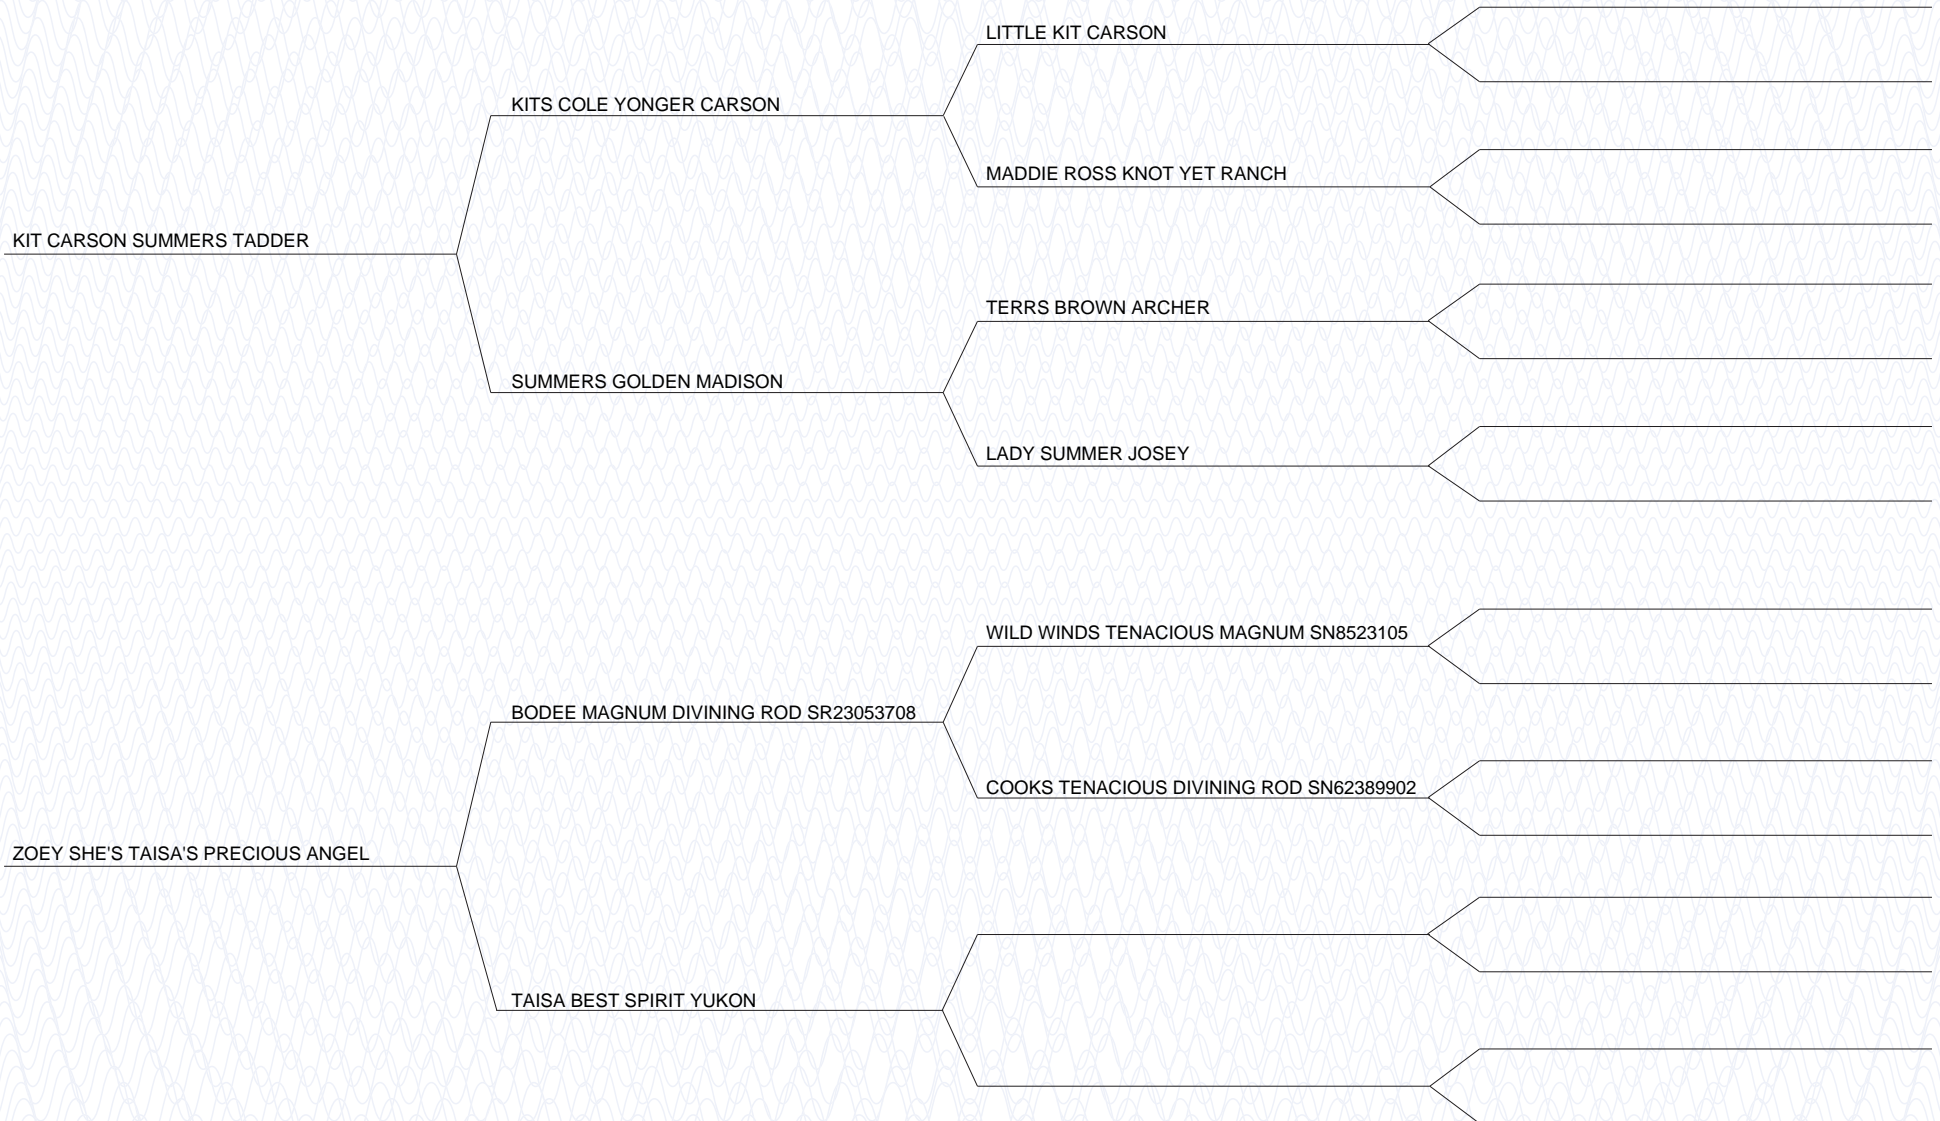 LITTLE KIT CARSON
KITS COLE YONGER CARSON
MADDIE ROSS KNOT YET RANCH
KIT CARSON SUMMERS TADDER
TERRS BROWN ARCHER
SUMMERS GOLDEN MADISON
LADY SUMMER JOSEY
WILD WINDS TENACIOUS MAGNUM SN8523105
BODEE MAGNUM DIVINING ROD SR23053708
COOKS TENACIOUS DIVINING ROD SN62389902
ZOEY SHE'S TAISA'S PRECIOUS ANGEL
TAISA BEST SPIRIT YUKON